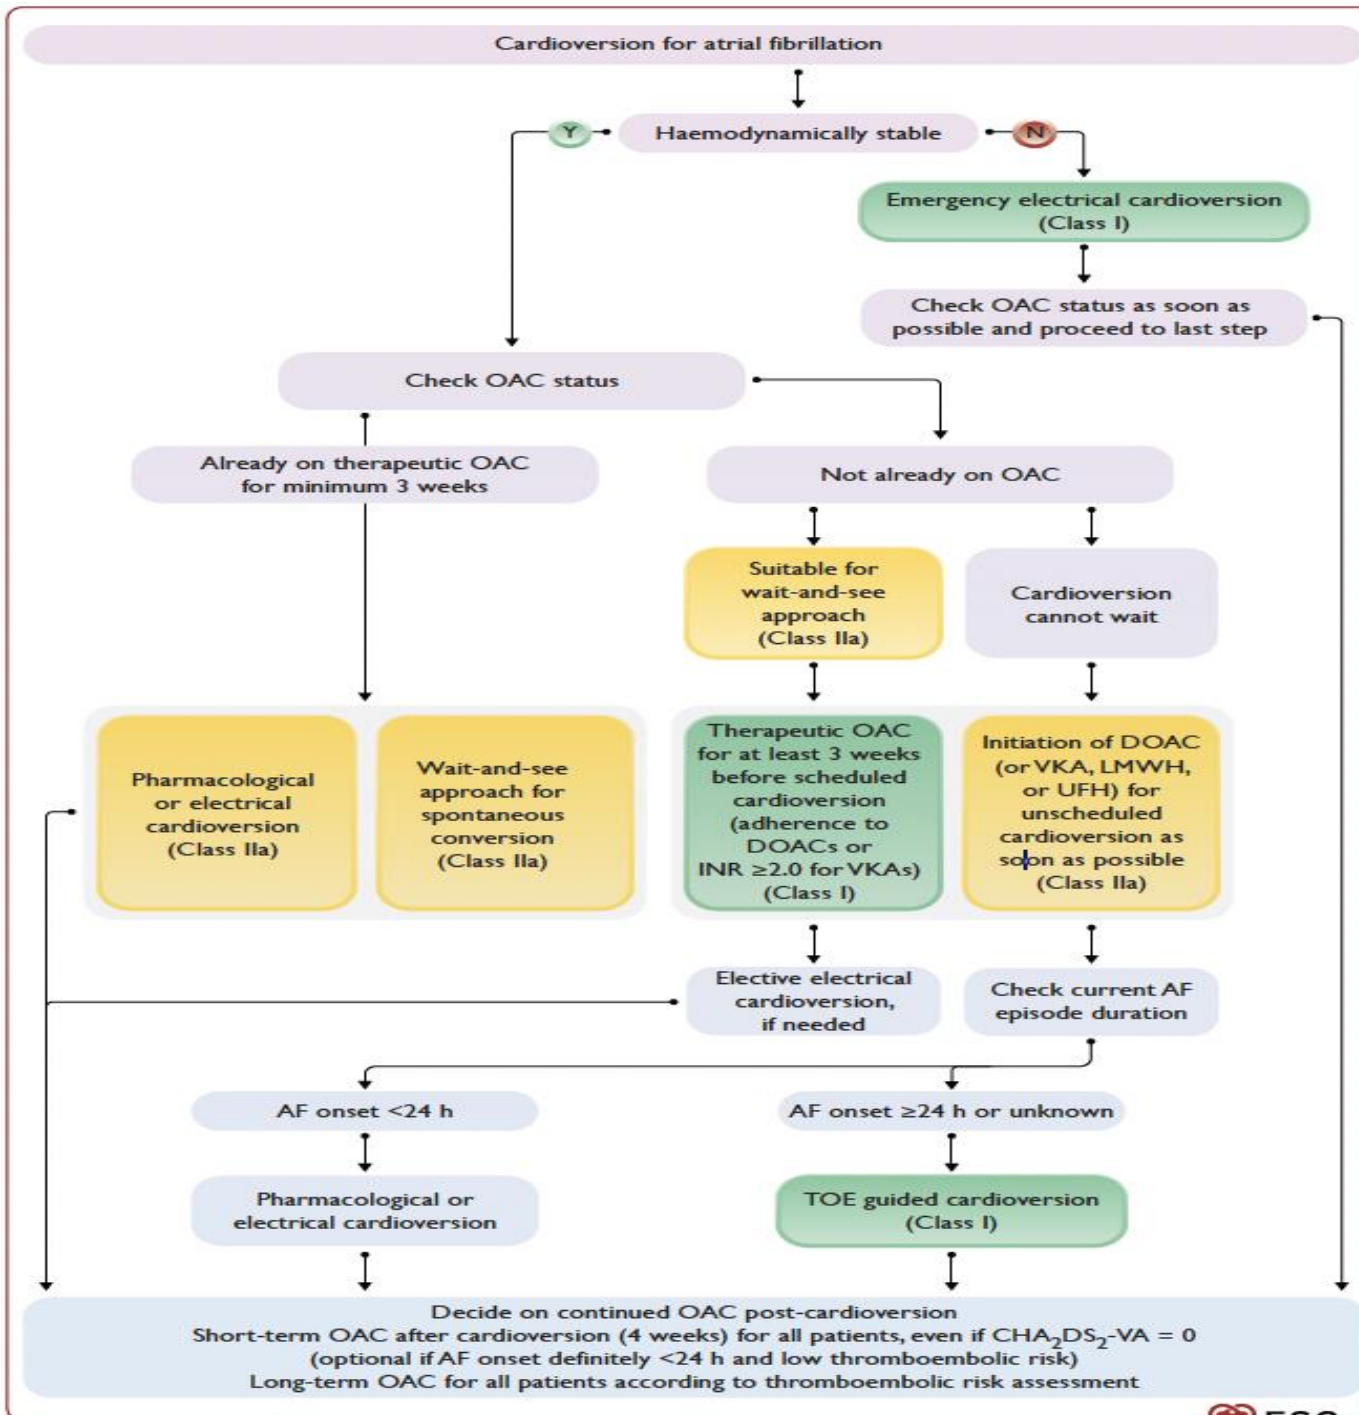 Cardioversion for atrial fibrillation
Y
Haemodynamically stable
N
Emergency electrical cardioversion
(Class I)
Check OAC status as soon as
possible and proceed to last step
Check OAC status
Already on therapeutic OAC
for minimum 3 weeks
Not already on OAC
Suitable for
wait-and-see
approach
(Class IIa)
Cardioversion
cannot wait
Pharmacological
or electrical
cardioversion
(Class IIa)
Wait-and-see
approach for
spontaneous
conversion
(Class IIa)
Therapeutic OAC
for at least 3 weeks
before scheduled
cardioversion
(adherence to
DOACs or
INR ≥2.0 for VKAs)
(Class I)
Initiation of DOAC
(or VKA, LMWH,
or UFH) for
unscheduled
cardioversion as
soon as possible
(Class IIa)
Elective electrical
cardioversion,
if needed
Check current AF
episode duration
AF onset <24 h
AF onset ≥24 h or unknown
Pharmacological or
electrical cardioversion
TOE guided cardioversion
(Class I)
Decide on continued OAC post-cardioversion
Short-term OAC after cardioversion (4 weeks) for all patients, even if CHA₂DS₂-VA = 0
(optional if AF onset definitely <24 h and low thromboembolic risk)
Long-term OAC for all patients according to thromboembolic risk assessment